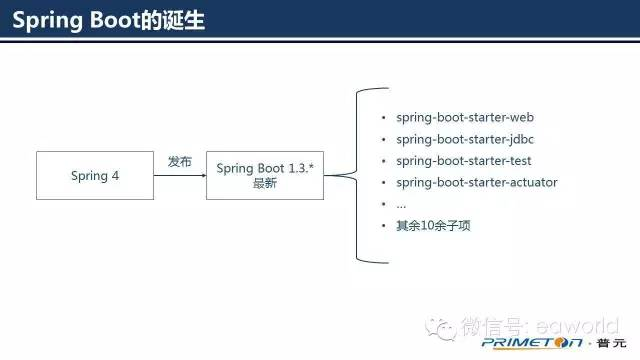 Spring Boot的诞生
Spring 4
发布
Spring Boot 1.3.*
最新
• spring-boot-starter-web
• spring-boot-starter-jdbc
• spring-boot-starter-test
• spring-boot-starter-actuator
• ...
• 其余10余子项
微信号: eaworld
PRIMETON · 普元